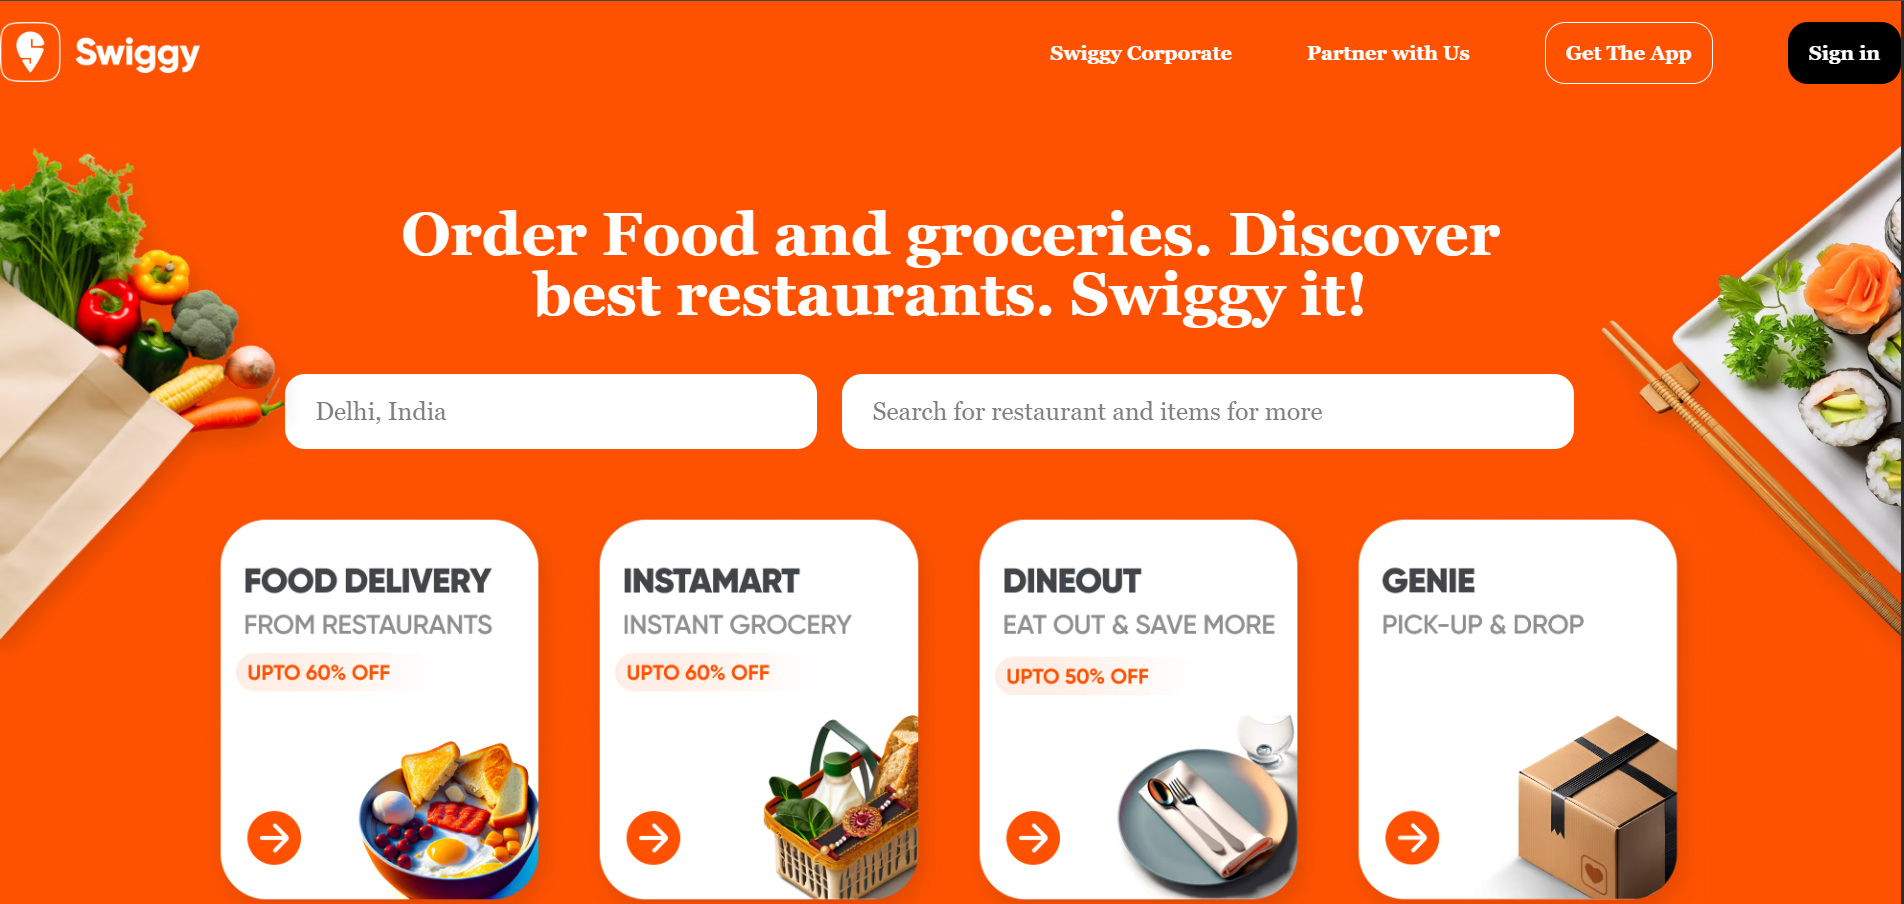 Swiggy
Swiggy Corporate
Partner with Us
Get The App
Sign in
Order Food and groceries. Discover
best restaurants. Swiggy it!
Delhi, India
Search for restaurant and items for more
FOOD DELIVERY
FROM RESTAURANTS
UPTO 60% OFF
INSTAMART
INSTANT GROCERY
UPTO 60% OFF
DINEOUT
EAT OUT & SAVE MORE
UPTO 50% OFF
GENIE
PICK-UP & DROP